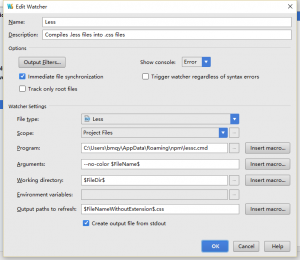 Edit Watcher
Name: Less
Description: Compiles .less files into .css files
Options
Output Filters... Show console: Error
Immediate file synchronization Trigger watcher regardless of syntax errors
Track only root files
Watcher Settings
File type: Less
Scope: Project Files
Program: C:\Users\bmqy\AppData\Roaming\npm\lessc.cmd Insert macro...
Arguments: --no-color $FileName$ Insert macro...
Working directory: $FileDir$ Insert macro...
Environment variables:
Output paths to refresh: $FileNameWithoutExtension$.css Insert macro...
Create output file from stdout
OK Cancel Help